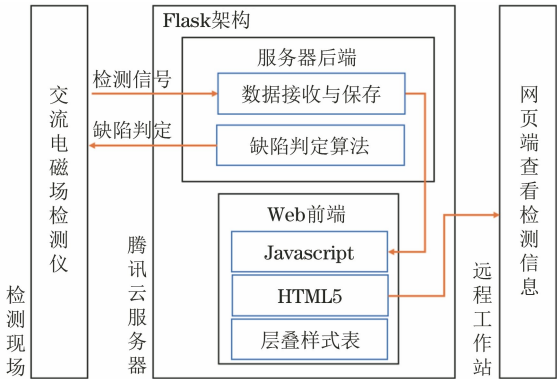 Flask架构
服务器后端
检测信号
数据接收与保存
缺陷判定
缺陷判定算法
交流电磁场检测仪
检测现场
腾讯云服务器
Web前端
Javascript
HTML5
层叠样式表
网页端查看检测信息
远程工作站